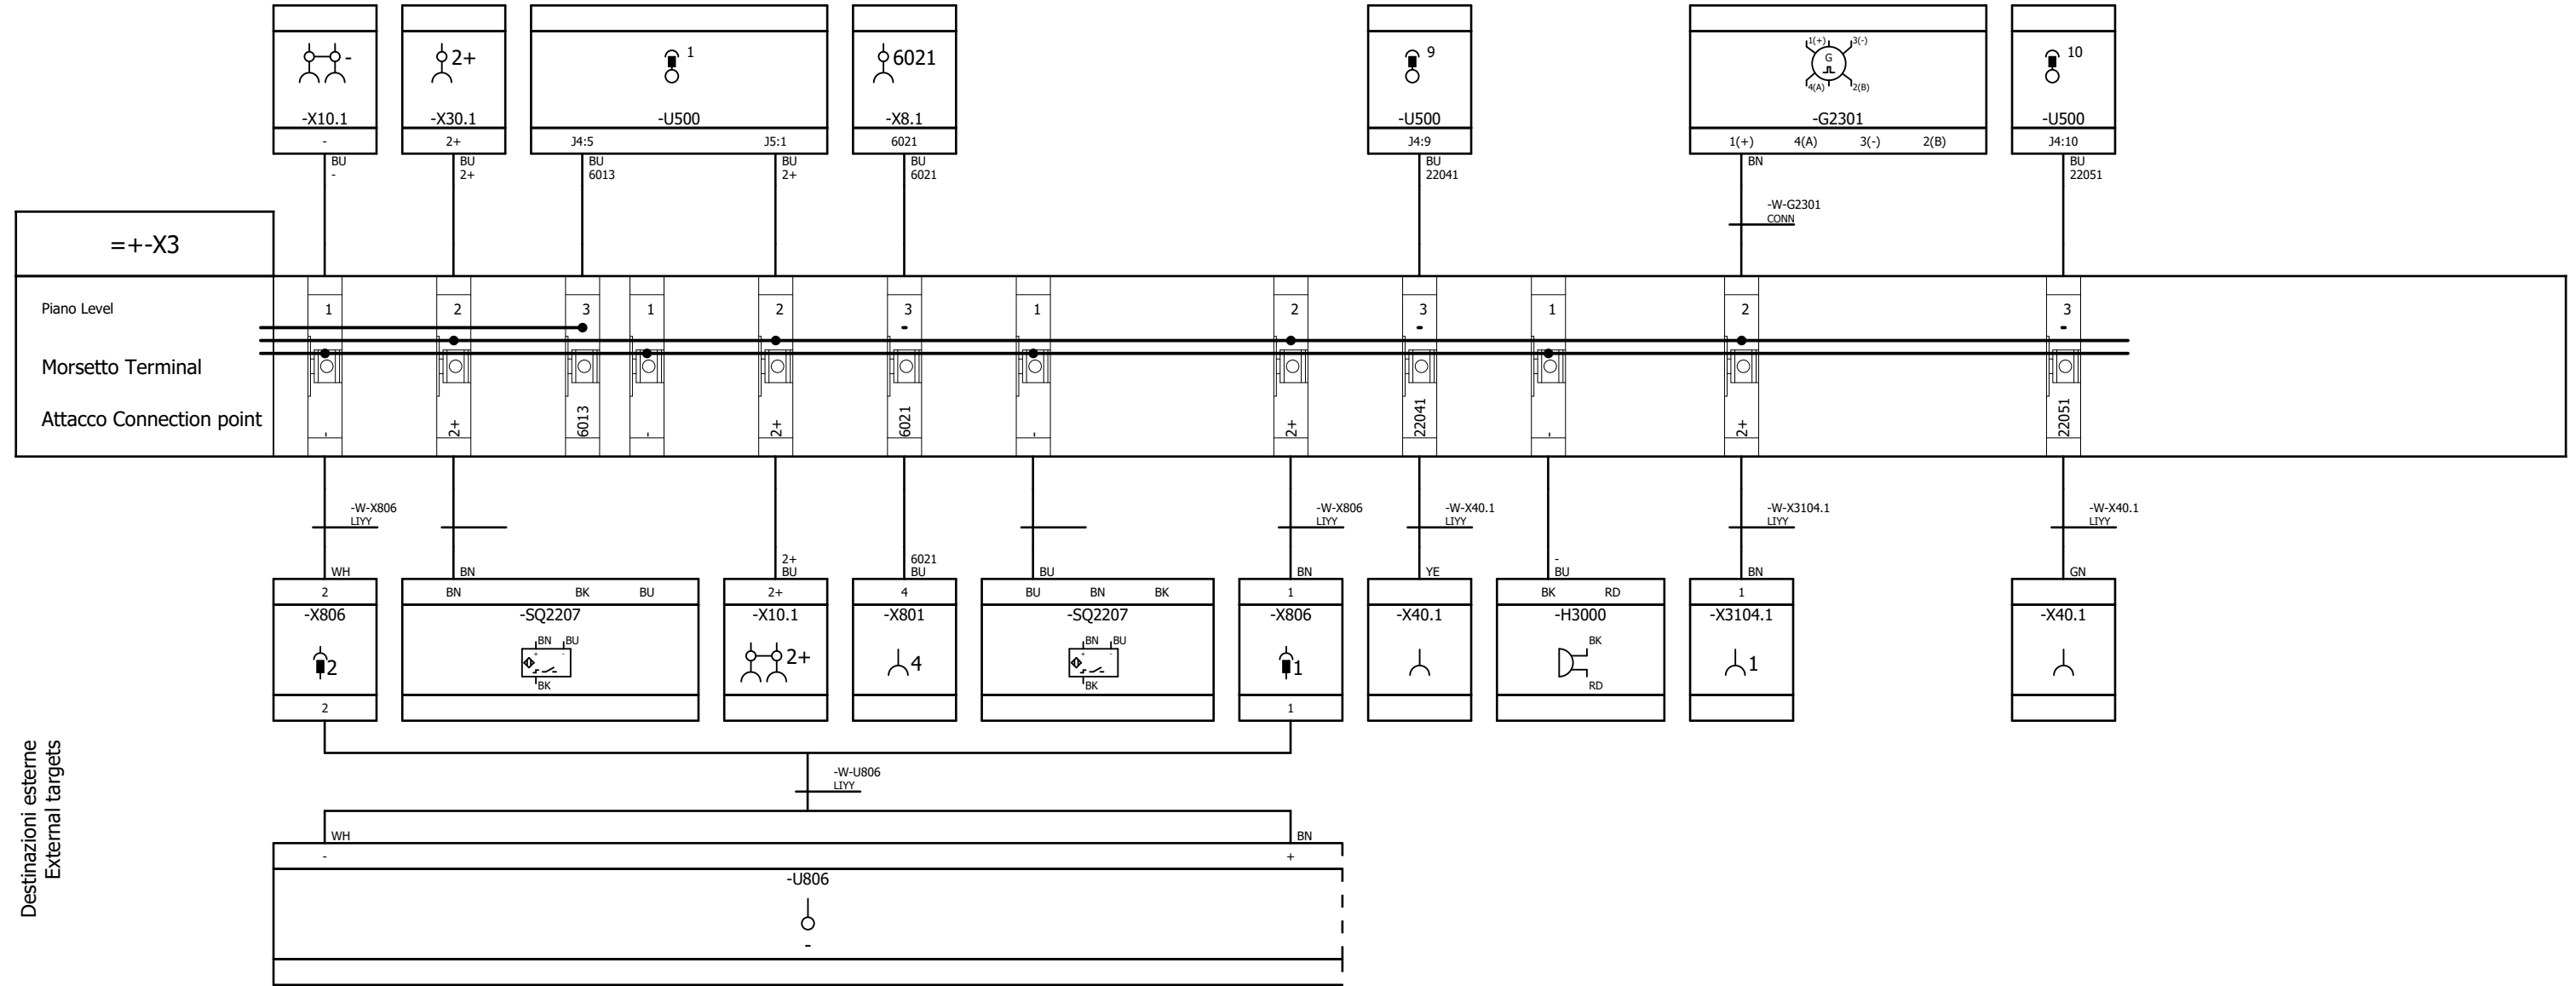 - 2+ 1 6021 9 1(+) 3(-) 10
G
4(A) 2(B)
-X10.1 -X30.1 -U500 -X8.1 -U500 -G2301 -U500
- 2+ J4:5 J5:1 6021 J4:9 1(+) 4(A) 3(-) 2(B) J4:10
BU BU BU BU BU BU BN BU
- 2+ 6013 2+ 6021 22041 22051
-W-G2301
CONN
=+-X3
Piano Level 1 2 3 1 2 3 1 2 3 1 2 3
Morsetto Terminal
Attacco Connection point - 2+ 6013 - 2+ 6021 - 2+ 22041 - 2+ 22051
-W-X806 -W-X806 -W-X40.1 -W-X3104.1 -W-X40.1
LIYY LIYY LIYY LIYY LIYY
2+ 6021 -
WH BN BU BU BU BN YE BU BN GN
2 BN BK BU 2+ 4 BU BN BK 1 BK RD 1
-X806 -SQ2207 -X10.1 -X801 -SQ2207 -X806 -X40.1 -H3000 -X3104.1 -X40.1
BN BU BN BU BK
+ - + -
2 2+ 4 1 1
BK BK RD
2 1
Destinazioni esterne
External targets
-W-U806
LIYY
WH BN
- +
-U806
-